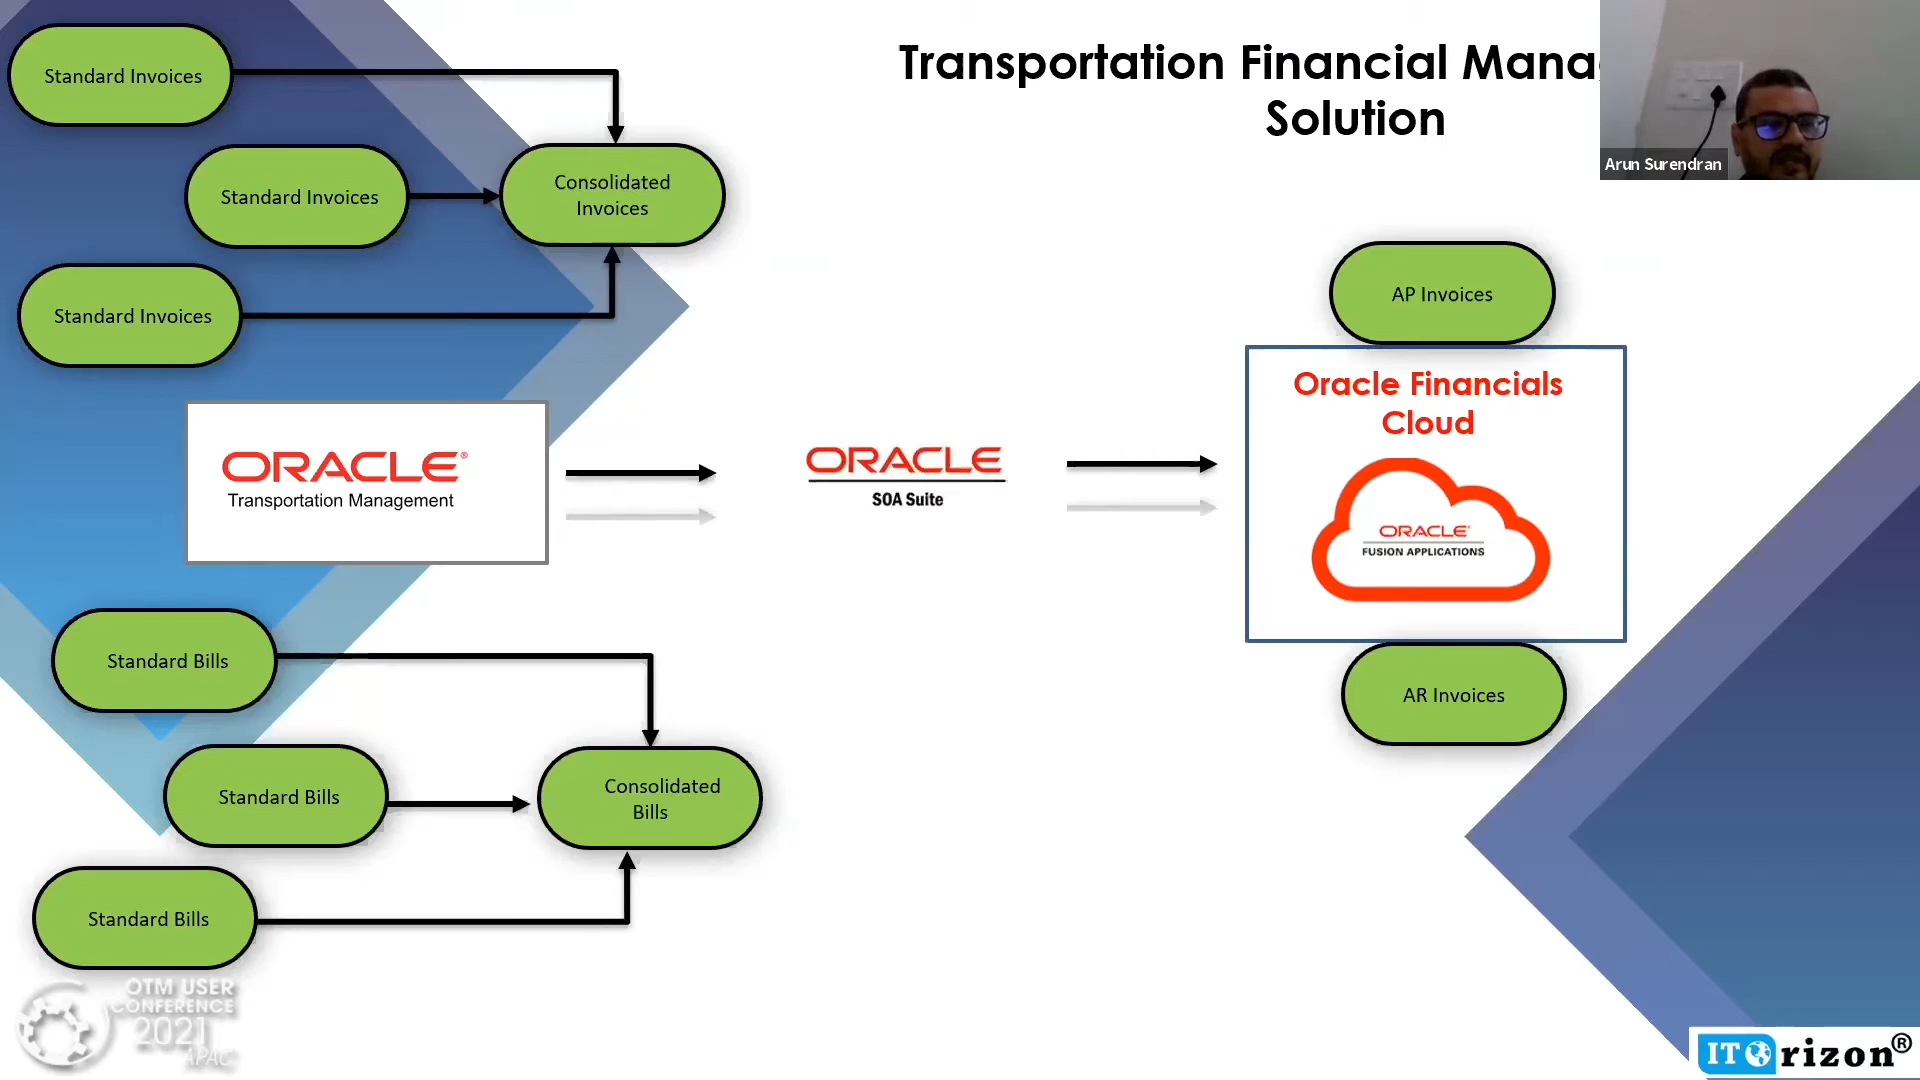 Transportation Financial Mana
Solution
Arun Surendran
Standard Invoices
Standard Invoices
Standard Invoices
Consolidated
Invoices
AP Invoices
Oracle Financials
Cloud
ORACLE®
Transportation Management
ORACLE
SOA Suite
ORACLE
FUSION APPLICATIONS
AR Invoices
Standard Bills
Standard Bills
Standard Bills
Consolidated
Bills
OTM USER
CONFERENCE
2021
APAC
ITOrizon®